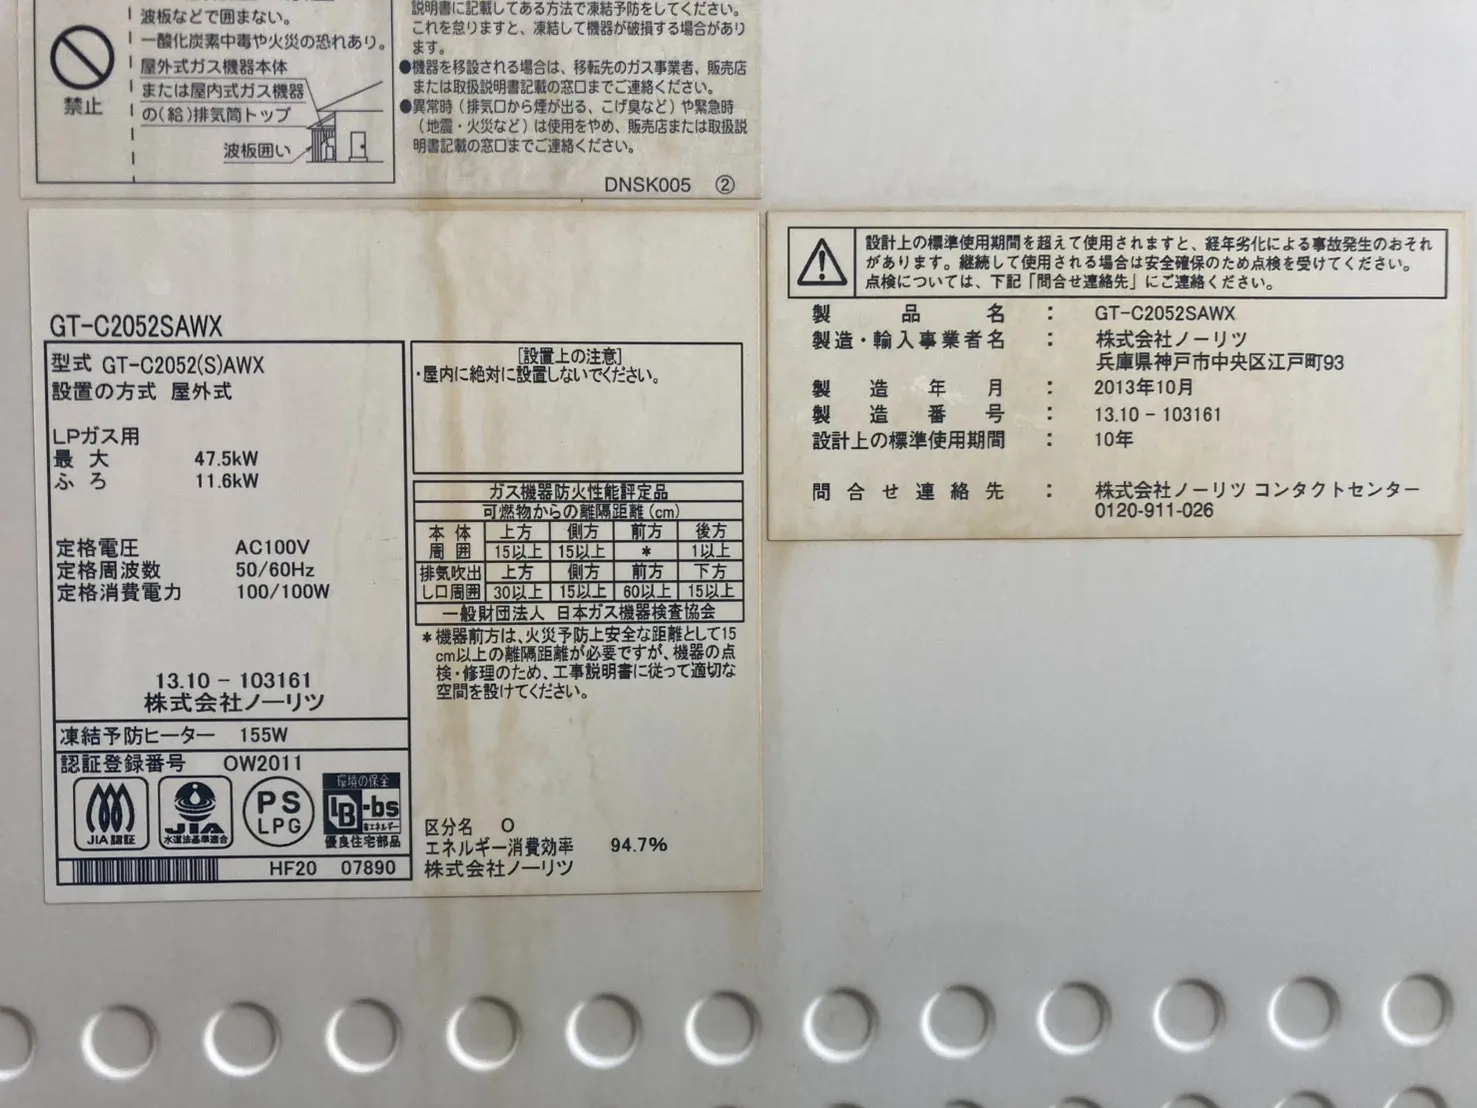 波板などで囲まない。
一酸化炭素中毒や火災の恐れあり。
屋外式ガス機器本体
または屋内式ガス機器
の(給)排気筒トップ
波板囲い
禁止
説明書に記載してある方法で凍結予防をしてください。
これを怠りますと、凍結して機器が破損する場合があり
ます。
●機器を移設される場合は、移転先のガス事業者、販売店
または取扱説明書記載の窓口までご連絡ください。
●異常時(排気口から煙が出る、こげ臭など)や緊急時
(地震・火災など)は使用をやめ、販売店または取扱説
明書記載の窓口までご連絡ください。
DNSK005 ②
GT-C2052SAWX
型式 GT-C2052(S)AWX
設置の方式 屋外式
LPガス用
最大 47.5kW
ふろ 11.6kW
定格電圧 AC100V
定格周波数 50/60Hz
定格消費電力 100/100W
13.10-103161
株式会社ノーリツ
凍結予防ヒーター 155W
認証登録番号 OW2011
JIA認証
JIA
水道法基準適合
PS
LPG
環境の保全
BL-bs
省エネルギー
優良住宅部品
HF20 07890
[設置上の注意]
・屋内に絶対に設置しないでください。
ガス機器防火性能評定品
可燃物からの離隔距離(cm)
本体周囲 上方 側方 前方 後方
15以上 15以上 * 1以上
排気吹出し口周囲 上方 側方 前方 下方
30以上 15以上 60以上 15以上
一般財団法人 日本ガス機器検査協会
*機器前方は、火災予防上安全な距離として15
cm以上の離隔距離が必要ですが、機器の点
検・修理のため、工事説明書に従って適切な
空間を設けてください。
区分名 O
エネルギー消費効率 94.7%
株式会社ノーリツ
設計上の標準使用期間を超えて使用されますと、経年劣化による事故発生のおそれ
があります。継続して使用される場合は安全確保のため点検を受けてください。
点検については、下記「問合せ連絡先」にご連絡ください。
製品名 : GT-C2052SAWX
製造・輸入事業者名 : 株式会社ノーリツ
兵庫県神戸市中央区江戸町93
製造年月 : 2013年10月
製造番号 : 13.10-103161
設計上の標準使用期間 : 10年
問合せ連絡先 : 株式会社ノーリツ コンタクトセンター
0120-911-026